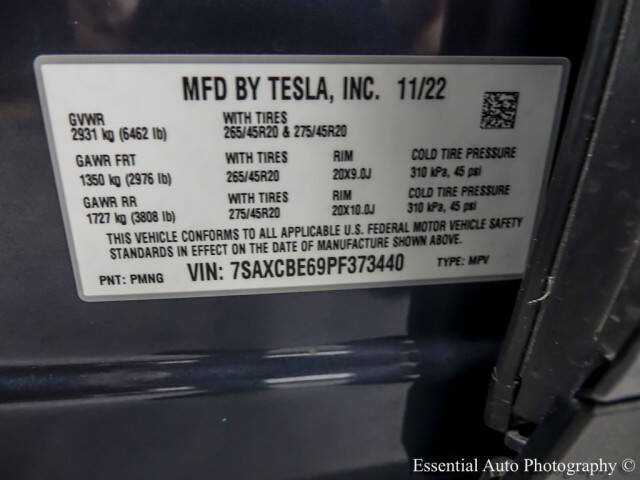 MFD BY TESLA, INC. 11/22
GVWR WITH TIRES
2931 kg (6462 lb) 265/45R20 & 275/45R20
GAWR FRT WITH TIRES RIM COLD TIRE PRESSURE
1350 kg (2976 lb) 265/45R20 20X9.0J 310 kPa, 45 psi
GAWR RR WITH TIRES RIM COLD TIRE PRESSURE
1727 kg (3808 lb) 275/45R20 20X10.0J 310 kPa, 45 psi
THIS VEHICLE CONFORMS TO ALL APPLICABLE U.S. FEDERAL MOTOR VEHICLE SAFETY
STANDARDS IN EFFECT ON THE DATE OF MANUFACTURE SHOWN ABOVE.
PNT: PMNG VIN: 7SAXCBE69PF373440 TYPE: MPV
Essential Auto Photography ©